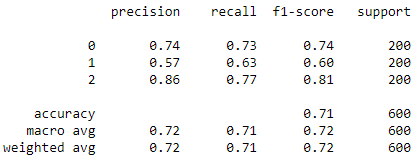 precision recall f1-score support
0 0.74 0.73 0.74 200
1 0.57 0.63 0.60 200
2 0.86 0.77 0.81 200
accuracy 0.71 600
macro avg 0.72 0.71 0.72 600
weighted avg 0.72 0.71 0.72 600